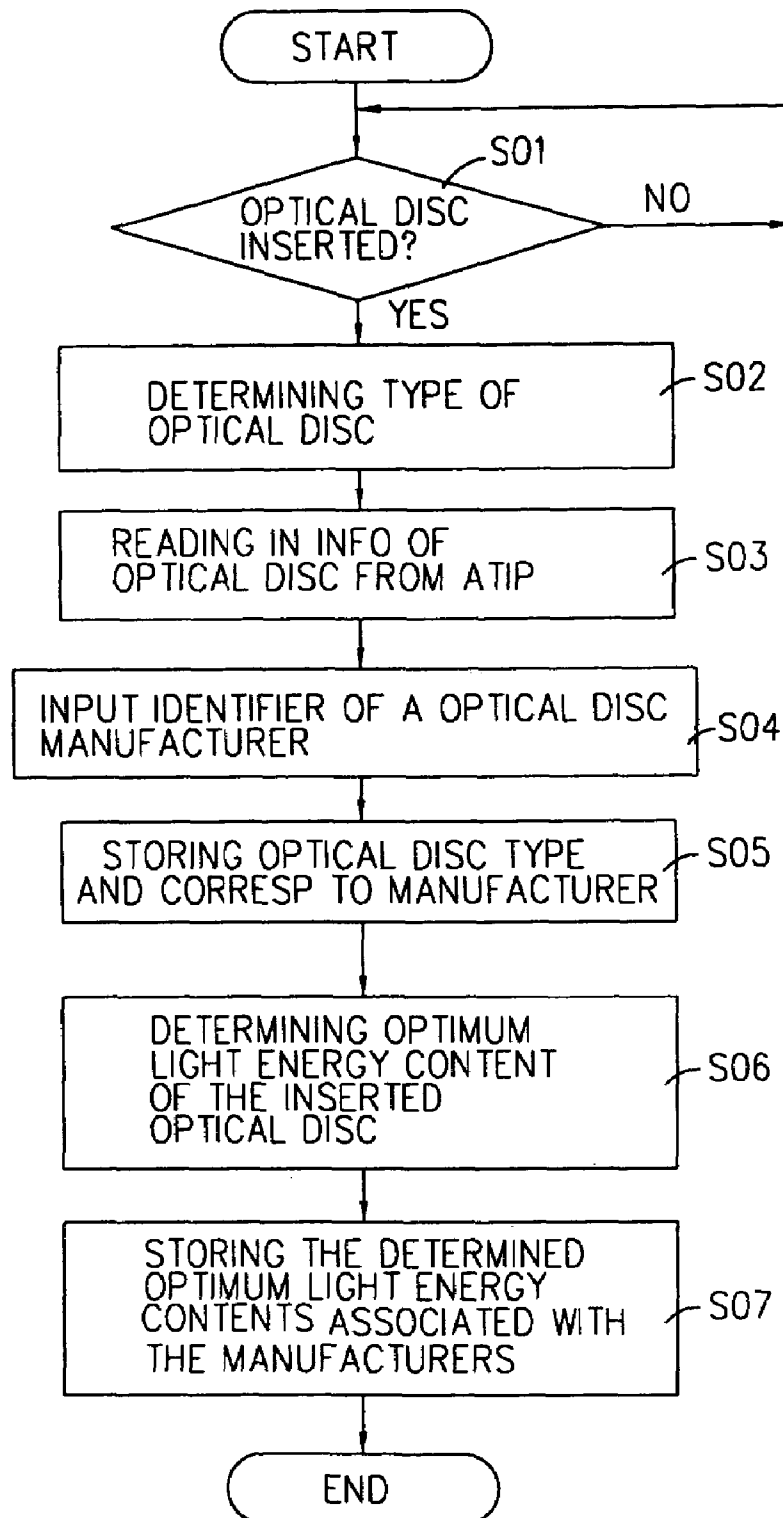 START
S01
OPTICAL DISC
INSERTED?
NO
YES
DETERMINING TYPE OF
OPTICAL DISC
S02
READING IN INFO OF
OPTICAL DISC FROM ATIP
S03
INPUT IDENTIFIER OF A OPTICAL DISC
MANUFACTURER
S04
STORING OPTICAL DISC TYPE
AND CORRESP TO MANUFACTURER
S05
DETERMINING OPTIMUM
LIGHT ENERGY CONTENT
OF THE INSERTED
OPTICAL DISC
S06
STORING THE DETERMINED
OPTIMUM LIGHT ENERGY
CONTENTS ASSOCIATED WITH
THE MANUFACTURERS
S07
END